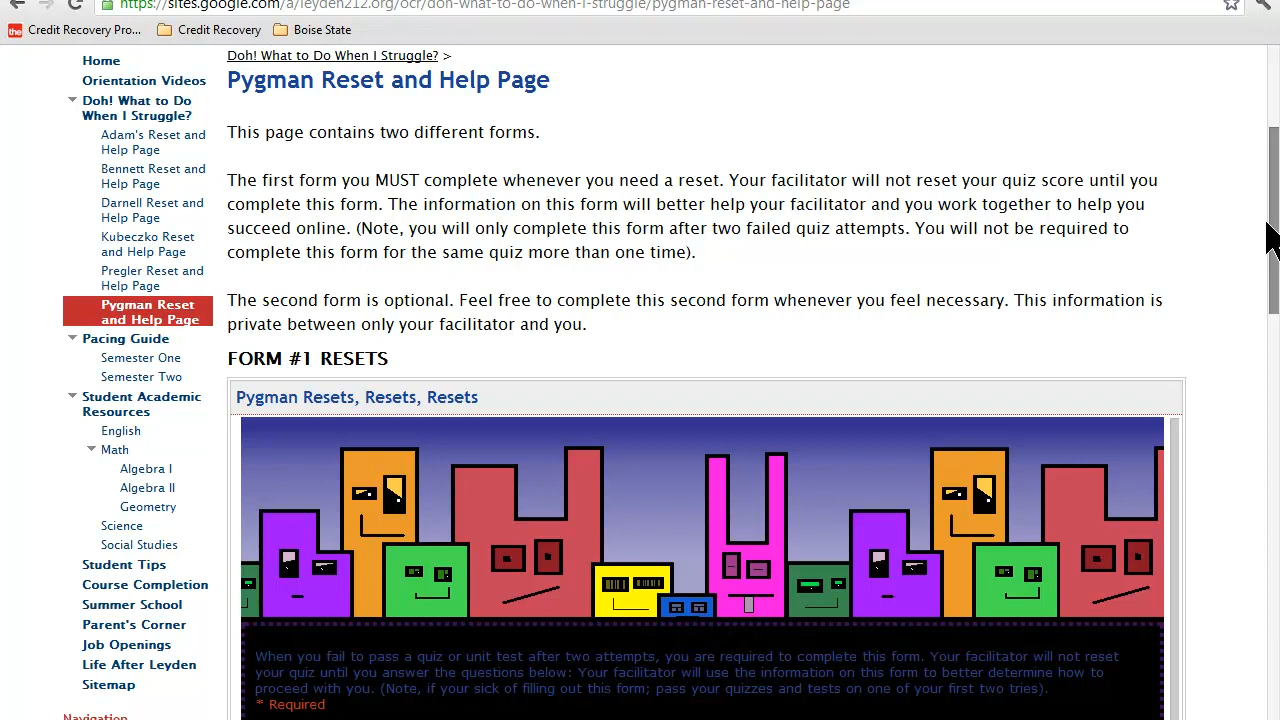 https://sites.google.com/a/leyden212.org/ocr/doh-what-to-do-when-i-struggle/pygman-reset-and-help-page
the Credit Recovery Pro... Credit Recovery Boise State
Home
Orientation Videos
Doh! What to Do
When I Struggle?
Adam's Reset and
Help Page
Bennett Reset and
Help Page
Darnell Reset and
Help Page
Kubeczko Reset
and Help Page
Pregler Reset and
Help Page
Pygman Reset
and Help Page
Pacing Guide
Semester One
Semester Two
Student Academic
Resources
English
Math
Algebra I
Algebra II
Geometry
Science
Social Studies
Student Tips
Course Completion
Summer School
Parent's Corner
Job Openings
Life After Leyden
Sitemap
Navigation
Doh! What to Do When I Struggle? >
Pygman Reset and Help Page
This page contains two different forms.
The first form you MUST complete whenever you need a reset. Your facilitator will not reset your quiz score until you
complete this form. The information on this form will better help your facilitator and you work together to help you
succeed online. (Note, you will only complete this form after two failed quiz attempts. You will not be required to
complete this form for the same quiz more than one time).
The second form is optional. Feel free to complete this second form whenever you feel necessary. This information is
private between only your facilitator and you.
FORM #1 RESETS
Pygman Resets, Resets, Resets
When you fail to pass a quiz or unit test after two attempts, you are required to complete this form. Your facilitator will not reset
your quiz until you answer the questions below: Your facilitator will use the information on this form to better determine how to
proceed with you. (Note, if your sick of filling out this form; pass your quizzes and tests on one of your first two tries).
* Required